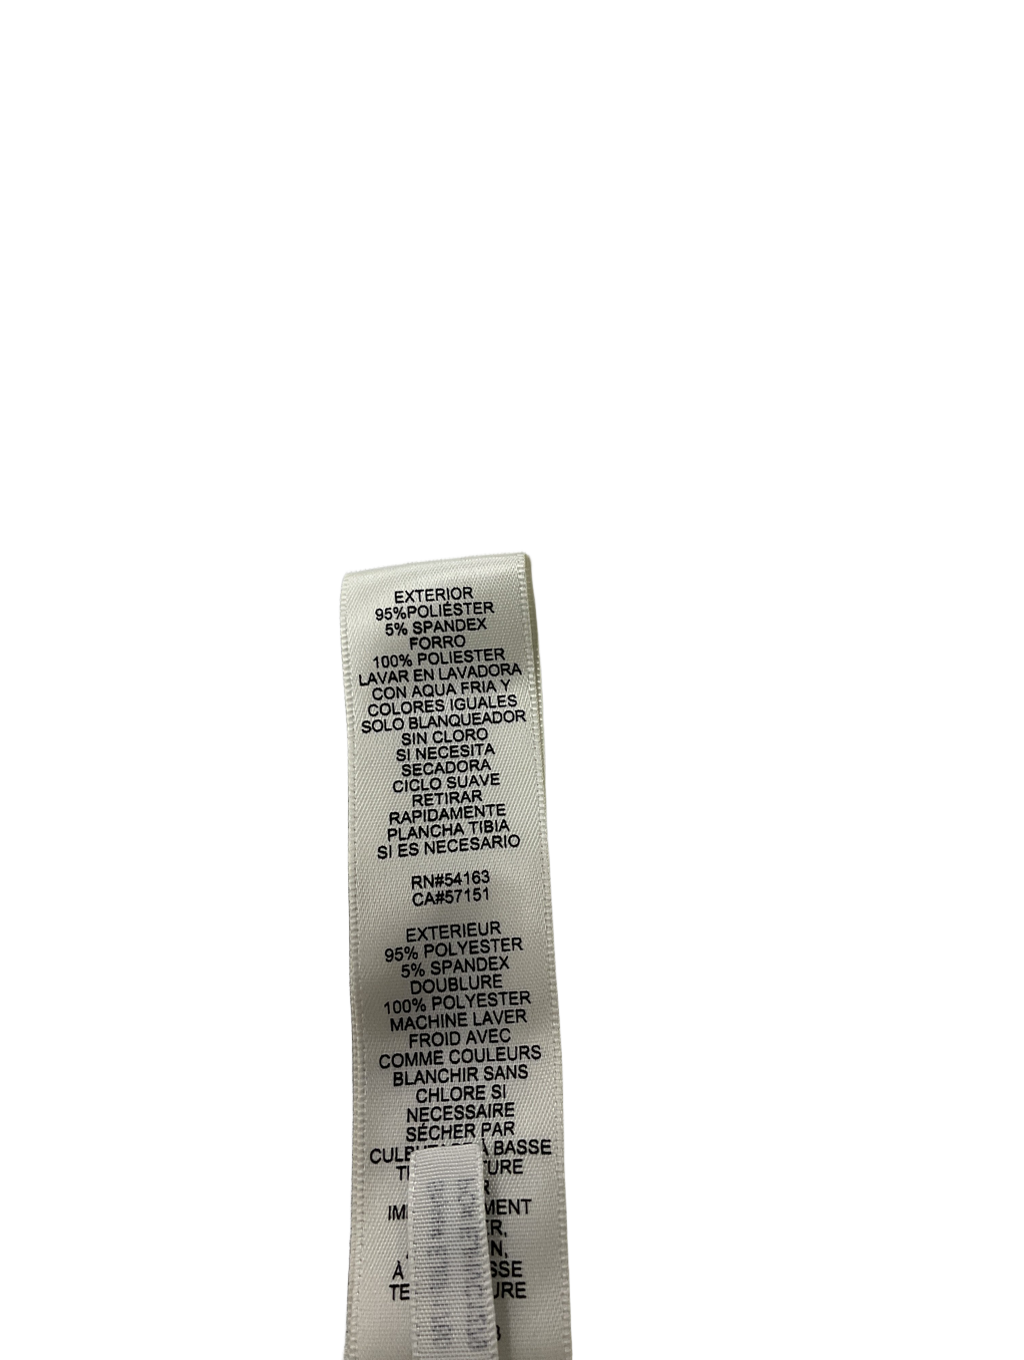 EXTERIOR
95%POLIÉSTER
5% SPANDEX
FORRO
100% POLIESTER
LAVAR EN LAVADORA
CON AQUA FRIA Y
COLORES IGUALES
SOLO BLANQUEADOR
SIN CLORO
SI NECESITA
SECADORA
CICLO SUAVE
RETIRAR
RAPIDAMENTE
PLANCHA TIBIA
SI ES NECESARIO
RN#54163
CA#57151
EXTERIEUR
95% POLYESTER
5% SPANDEX
DOUBLURE
100% POLYESTER
MACHINE LAVER
FROID AVEC
COMME COULEURS
BLANCHIR SANS
CHLORE SI
NECESSAIRE
SÉCHER PAR
BASSE
À